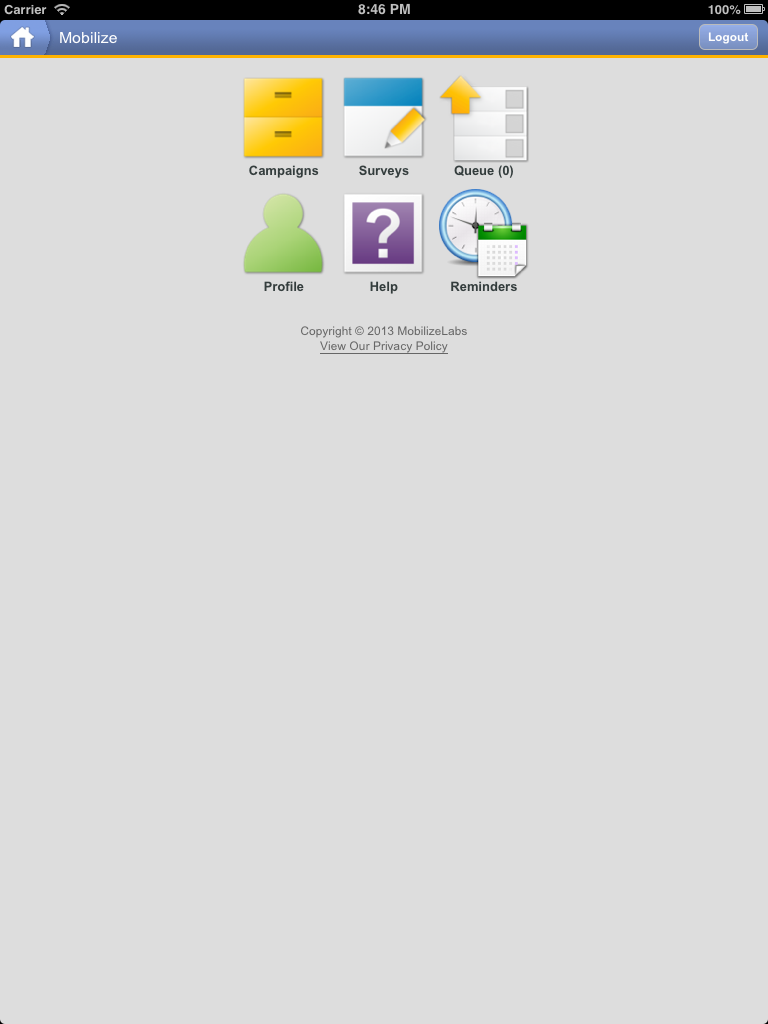 Carrier 8:46 PM 100%
Mobilize Logout
Campaigns Surveys Queue (0)
?
Profile Help Reminders
Copyright © 2013 MobilizeLabs
View Our Privacy Policy